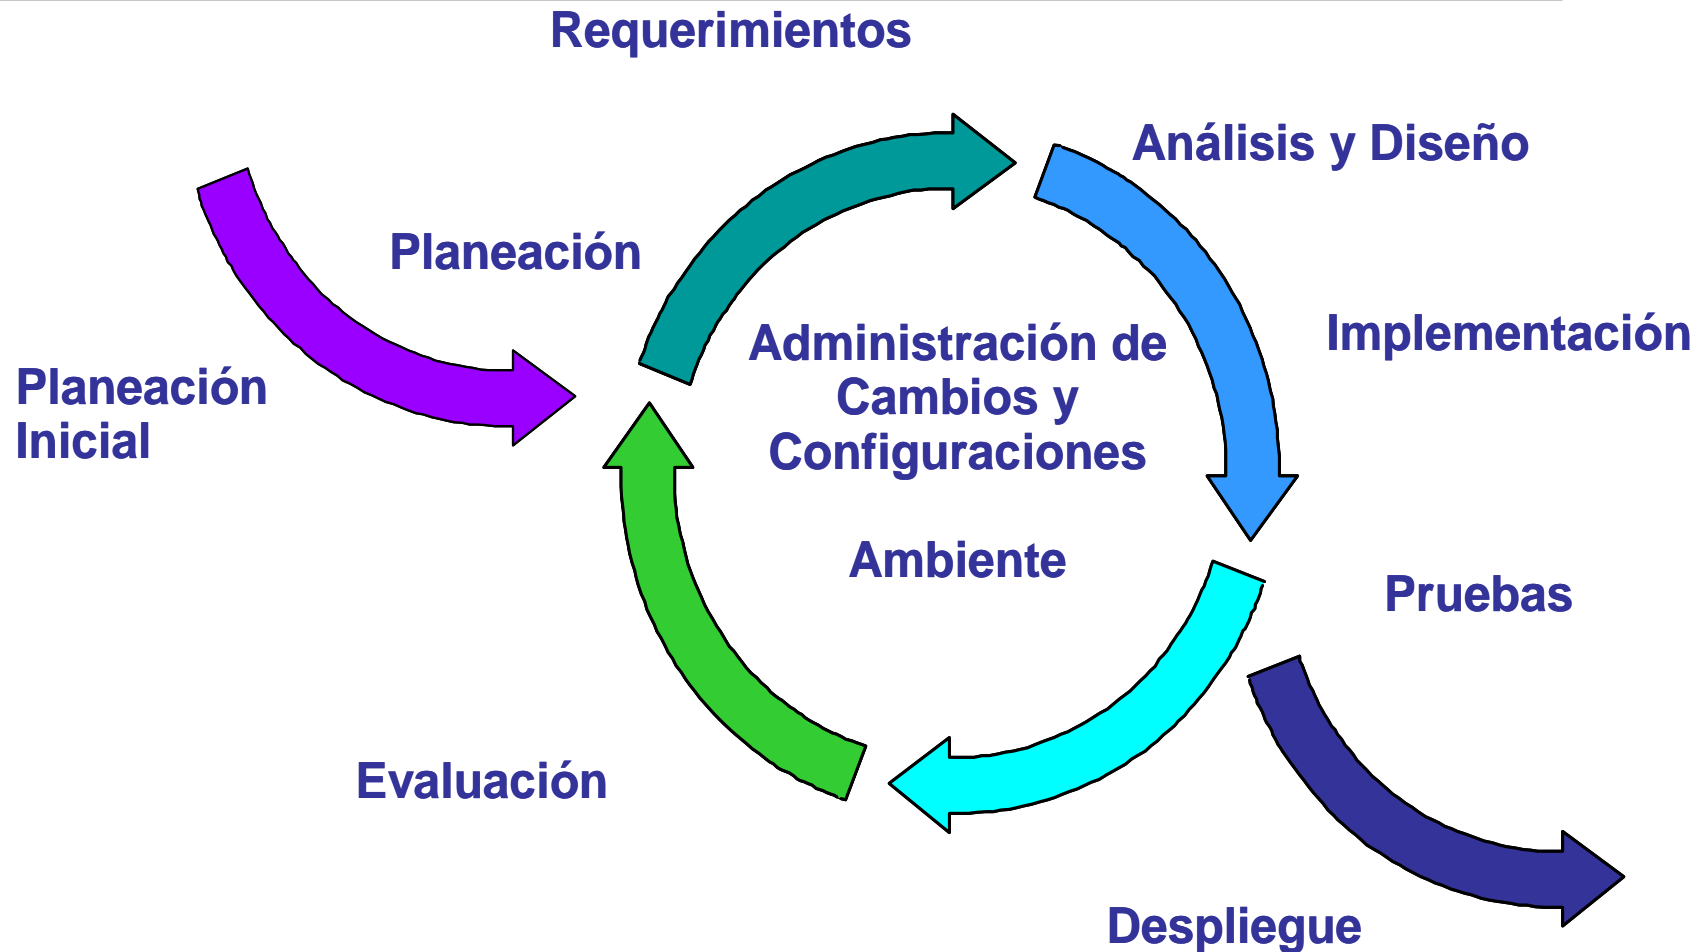 Requerimientos
Análisis y Diseño
Planeación
Implementación
Administración de
Cambios y
Configuraciones
Planeación
Inicial
Ambiente
Pruebas
Evaluación
Despliegue